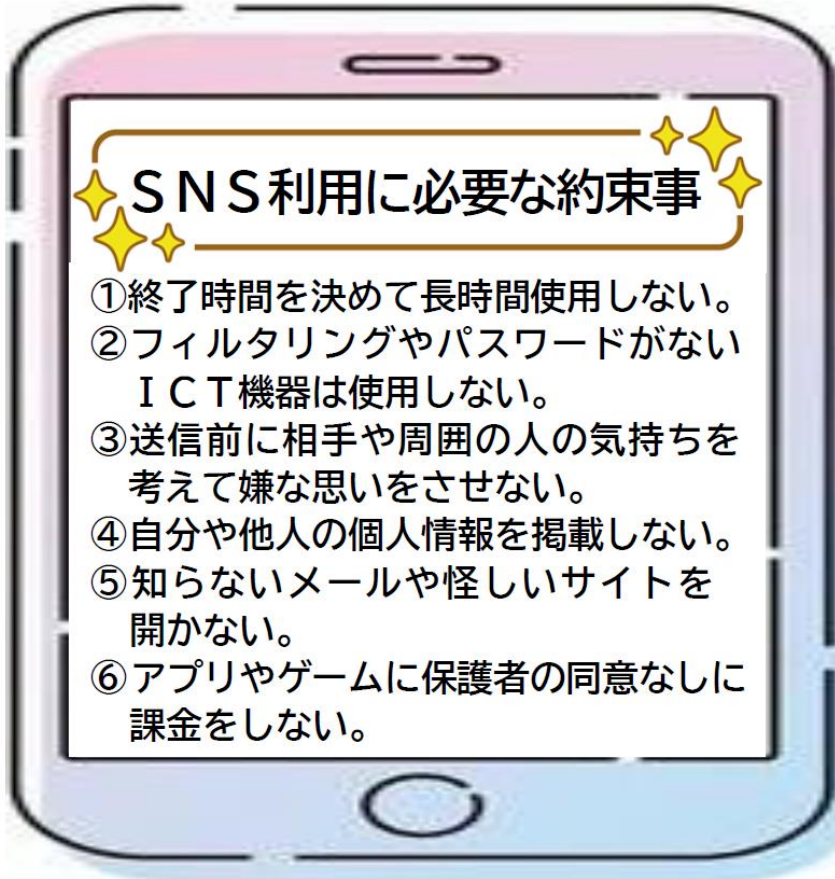 ＳＮＳ利用に必要な約束事
①終了時間を決めて長時間使用しない。
②フィルタリングやパスワードがない
ＩＣＴ機器は使用しない。
③送信前に相手や周囲の人の気持ちを
考えて嫌な思いをさせない。
④自分や他人の個人情報を掲載しない。
⑤知らないメールや怪しいサイトを
開かない。
⑥アプリやゲームに保護者の同意なしに
課金をしない。